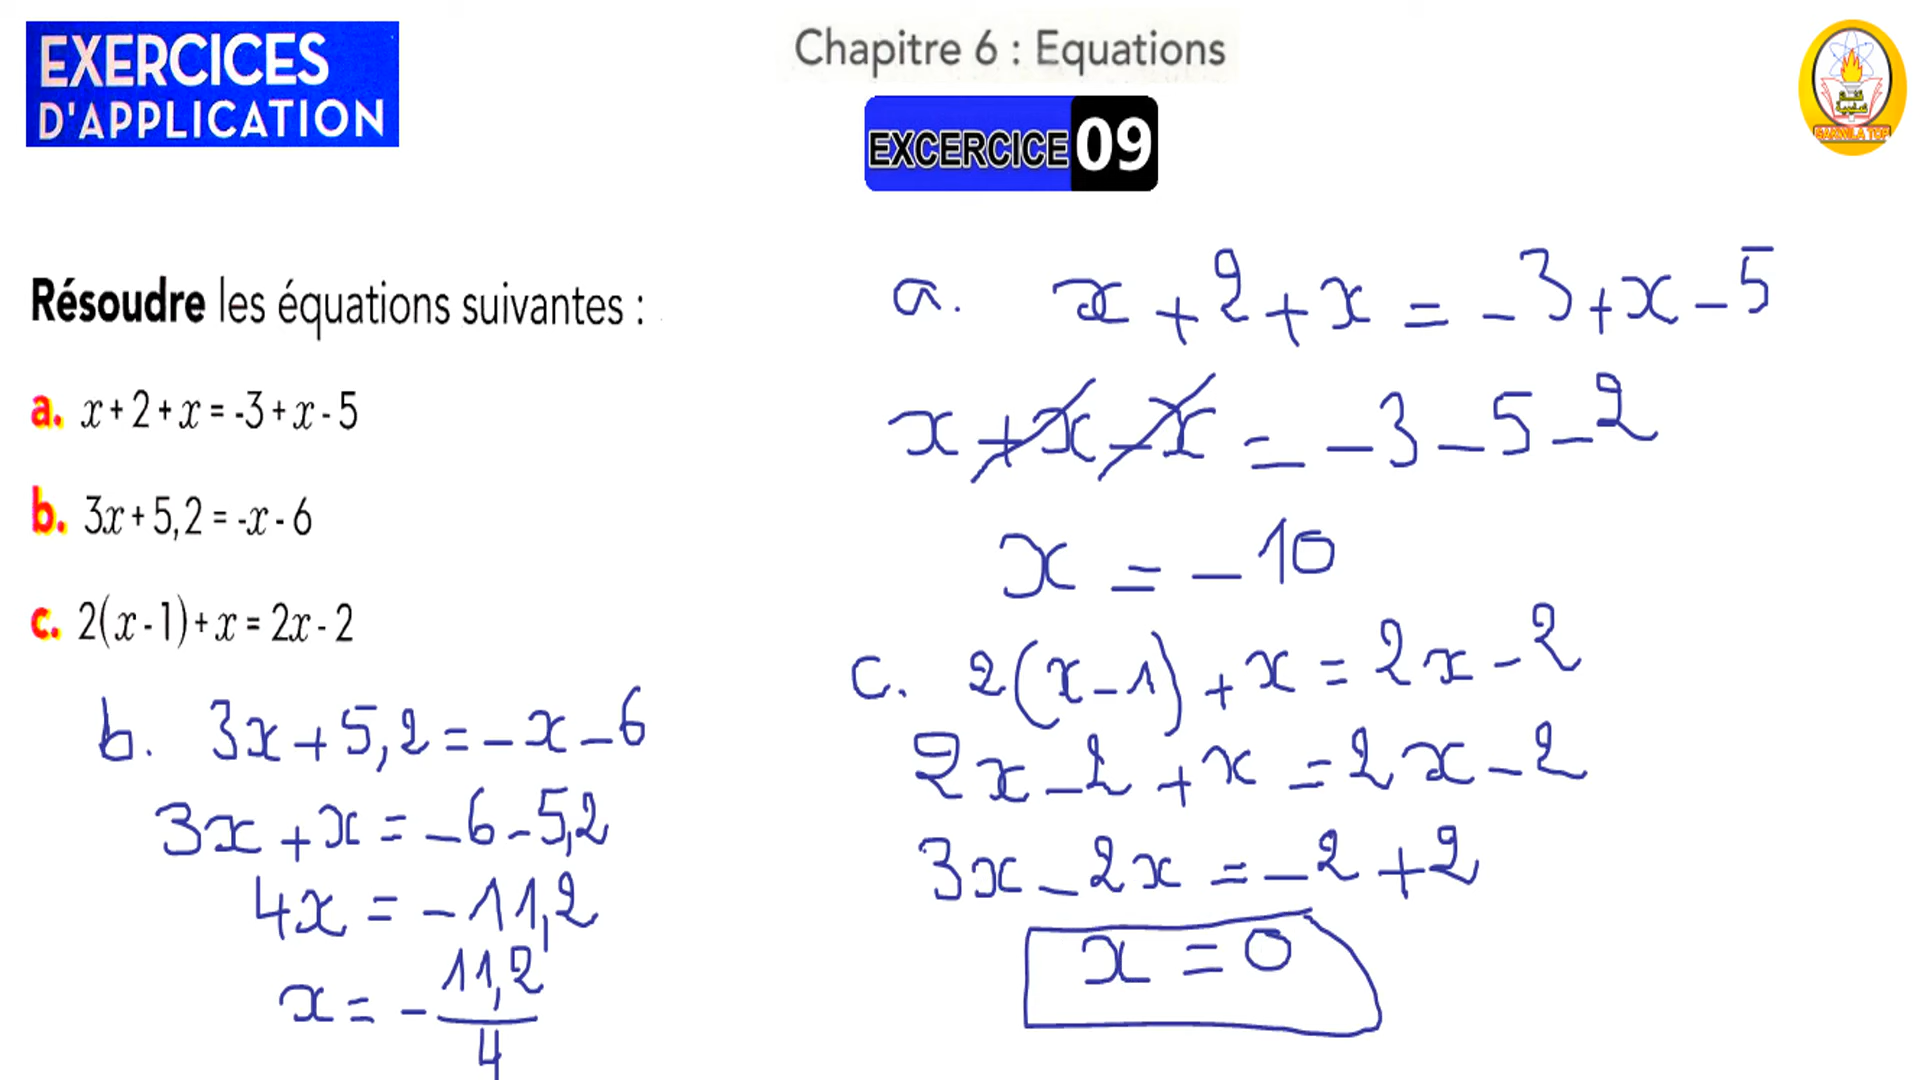 EXERCICES
D'APPLICATION
Chapitre 6 : Equations
EXCERCICE 09
Résoudre les équations suivantes :
a. x + 2 + x = -3 + x - 5
b. 3x + 5,2 = -x - 6
c. 2(x - 1) + x = 2x - 2
b. 3x + 5,2 = -x - 6
3x + x = -6 - 5,2
4x = -11,2
x = - 11,2/4
a. x + 2 + x = -3 + x - 5
x + x - x = -3 - 5 - 2
x = -10
c. 2(x - 1) + x = 2x - 2
2x - 2 + x = 2x - 2
3x - 2x = -2 + 2
x = 0